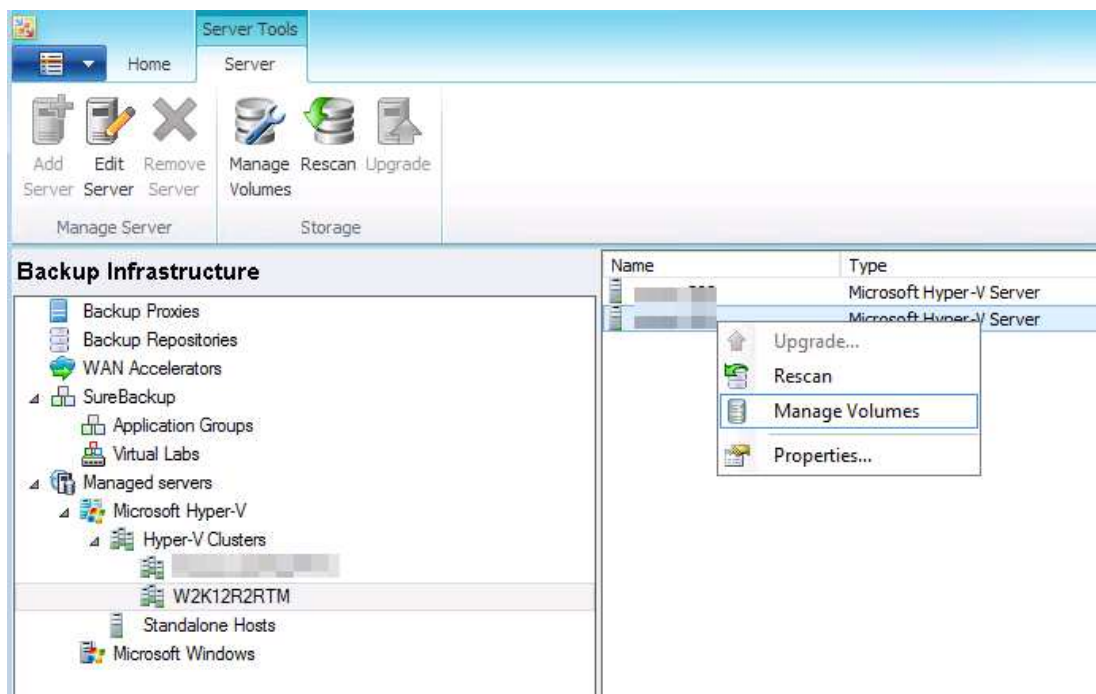 Server Tools
Home Server
Add Server
Edit Server
Remove Server
Manage Volumes
Rescan
Upgrade
Manage Server
Storage
Backup Infrastructure
Backup Proxies
Backup Repositories
WAN Accelerators
SureBackup
Application Groups
Virtual Labs
Managed servers
Microsoft Hyper-V
Hyper-V Clusters
W2K12R2RTM
Standalone Hosts
Microsoft Windows
Name Type
Microsoft Hyper-V Server
Microsoft Hyper-V Server
Upgrade...
Rescan
Manage Volumes
Properties...